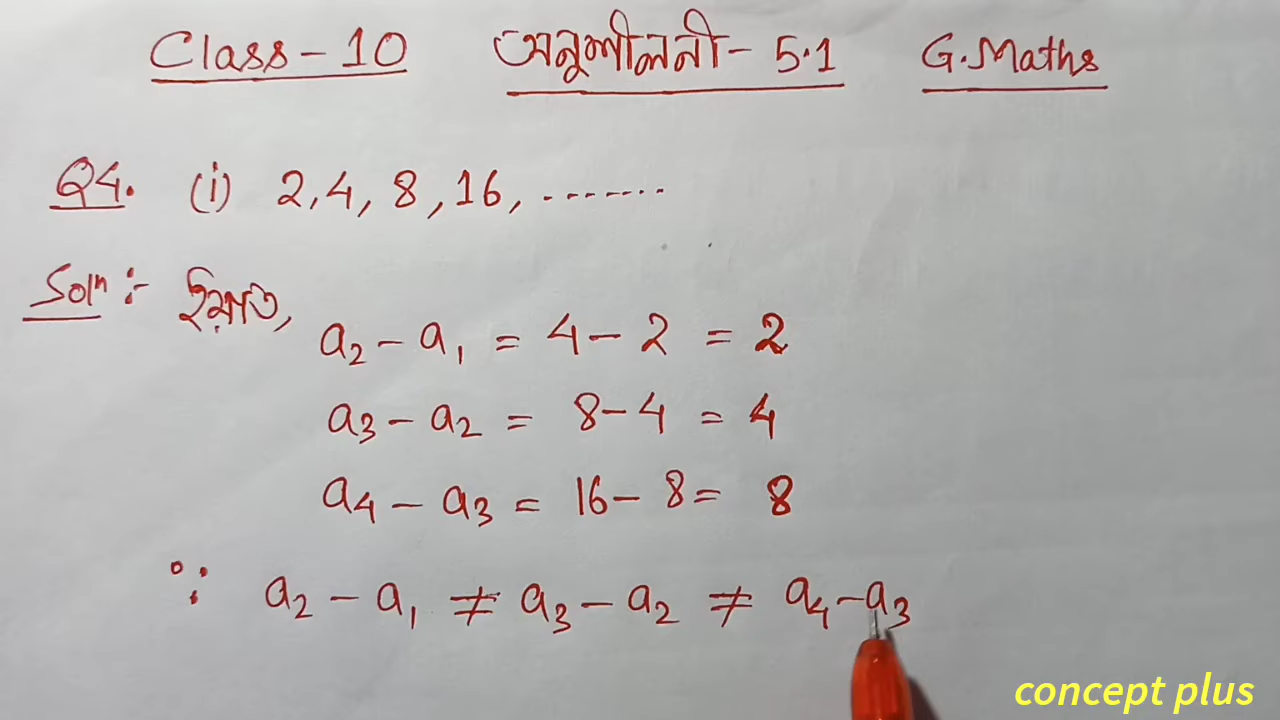 Class - 10 অনুশীলনী - 5.1 G.Maths
Q4. (i) 2, 4, 8, 16, .......
Solⁿ :- ইয়াত,
a₂ - a₁ = 4 - 2 = 2
a₃ - a₂ = 8 - 4 = 4
a₄ - a₃ = 16 - 8 = 8
∵ a₂ - a₁ ≠ a₃ - a₂ ≠ a₄ - a₃
concept plus